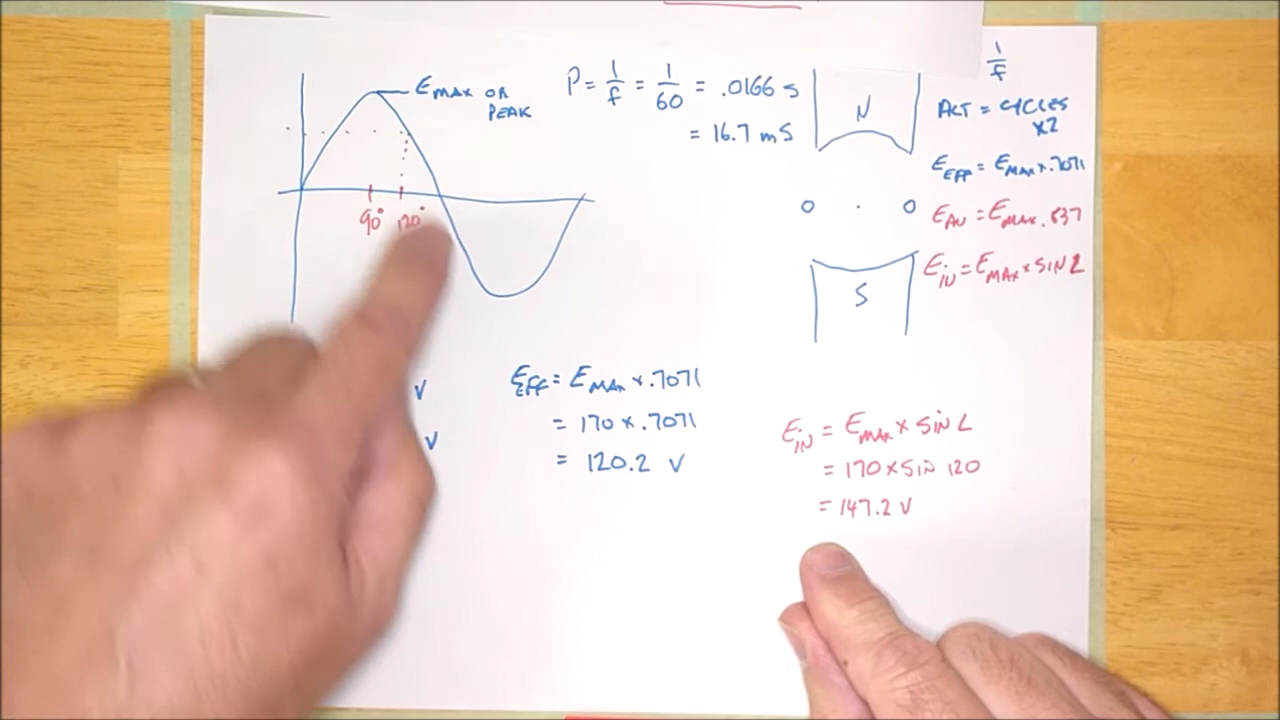 EMAX OR
PEAK
90° 120°
P = 1/f = 1/60 = .0166 s
= 16.7 mS
N
S
1/f
ALT = CYCLES
X2
EEFF = EMAX x .7071
EAV = EMAX .637
EIN = EMAX x SIN L
V
V
EEFF = EMAX x .7071
= 170 x .7071
= 120.2 V
EIN = EMAX x SIN L
= 170 x SIN 120
= 147.2 V